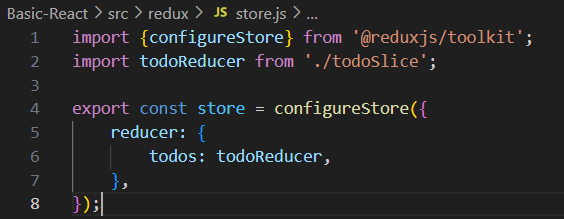 Basic-React > src > redux > JS store.js > ...
1 import {configureStore} from '@reduxjs/toolkit';
2 import todoReducer from './todoSlice';
3
4 export const store = configureStore({
5     reducer: {
6         todos: todoReducer,
7     },
8 });